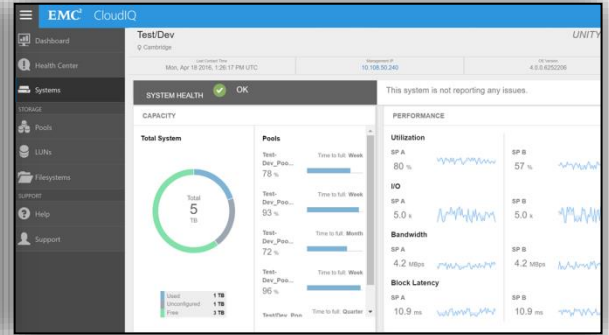 EMC² CloudIQ
Dashboard
Health Center
Systems
STORAGE
Pools
LUNs
Filesystems
SUPPORT
Help
Support
Test/Dev
Cambridge
UNITY
Last Contact Time
Mon, Apr 18 2016, 1:26:17 PM UTC
Management IP
10.108.50.240
OE Version
4.0.0.6252206
SYSTEM HEALTH OK
This system is not reporting any issues.
CAPACITY
Total System
Total
5
TB
Used 1 TB
Unconfigured 1 TB
Free 3 TB
Pools
Test-
Dev_Poo...
Time to full: Week
78 %
Test-
Dev_Poo...
Time to full: Week
93 %
Test-
Dev_Poo...
Time to full: Month
72 %
Test-
Dev_Poo...
Time to full: Week
96 %
Test/Dev_Poo
Time to full: Quarter
PERFORMANCE
Utilization
SP A SP B
80 % 57 %
I/O
SP A SP B
5.0 k 5.0 k
Bandwidth
SP A SP B
4.2 MBps 4.2 MBps
Block Latency
SP A SP B
10.9 ms 10.9 ms